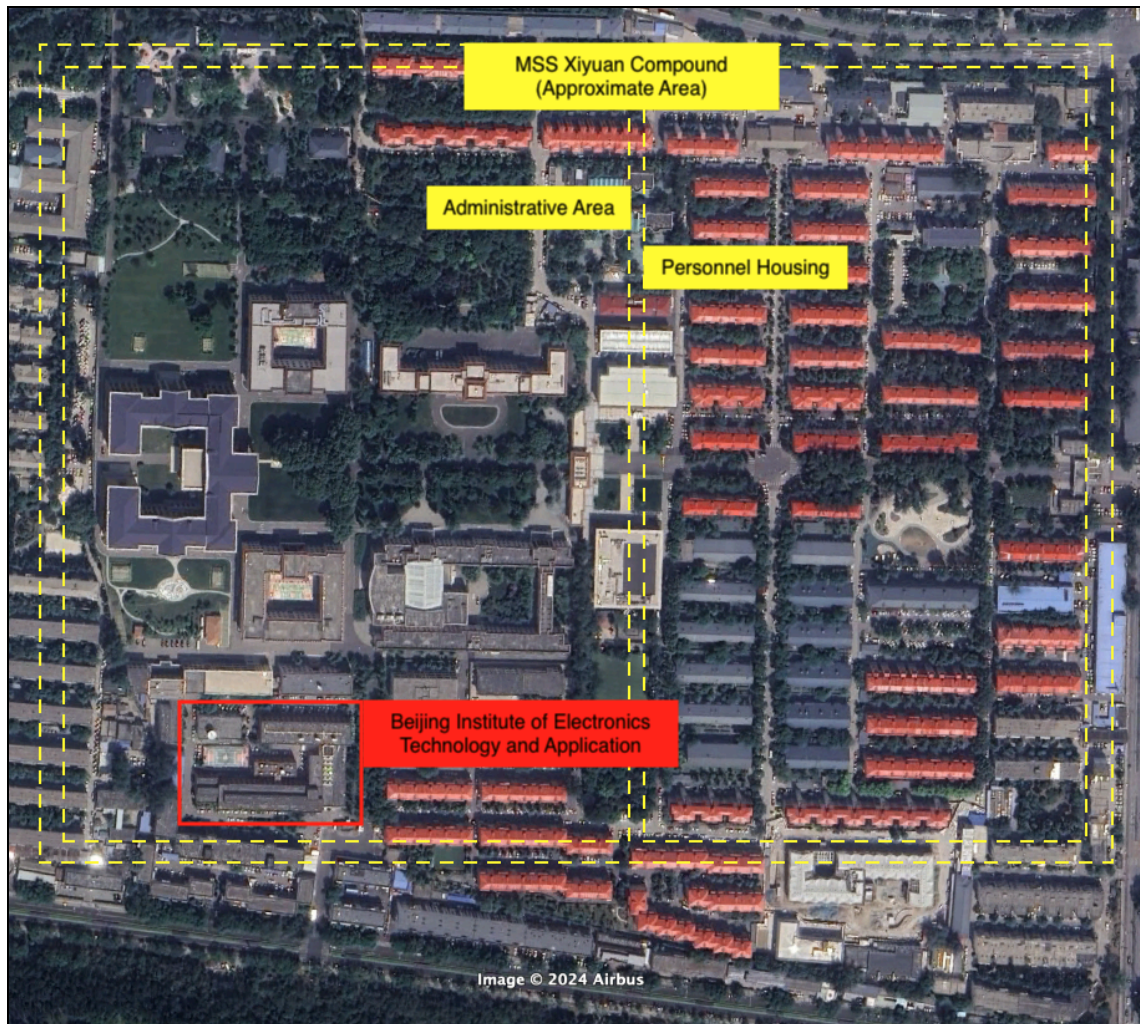 MSS Xiyuan Compound
(Approximate Area)
Administrative Area
Personnel Housing
Beijing Institute of Electronics
Technology and Application
Image © 2024 Airbus